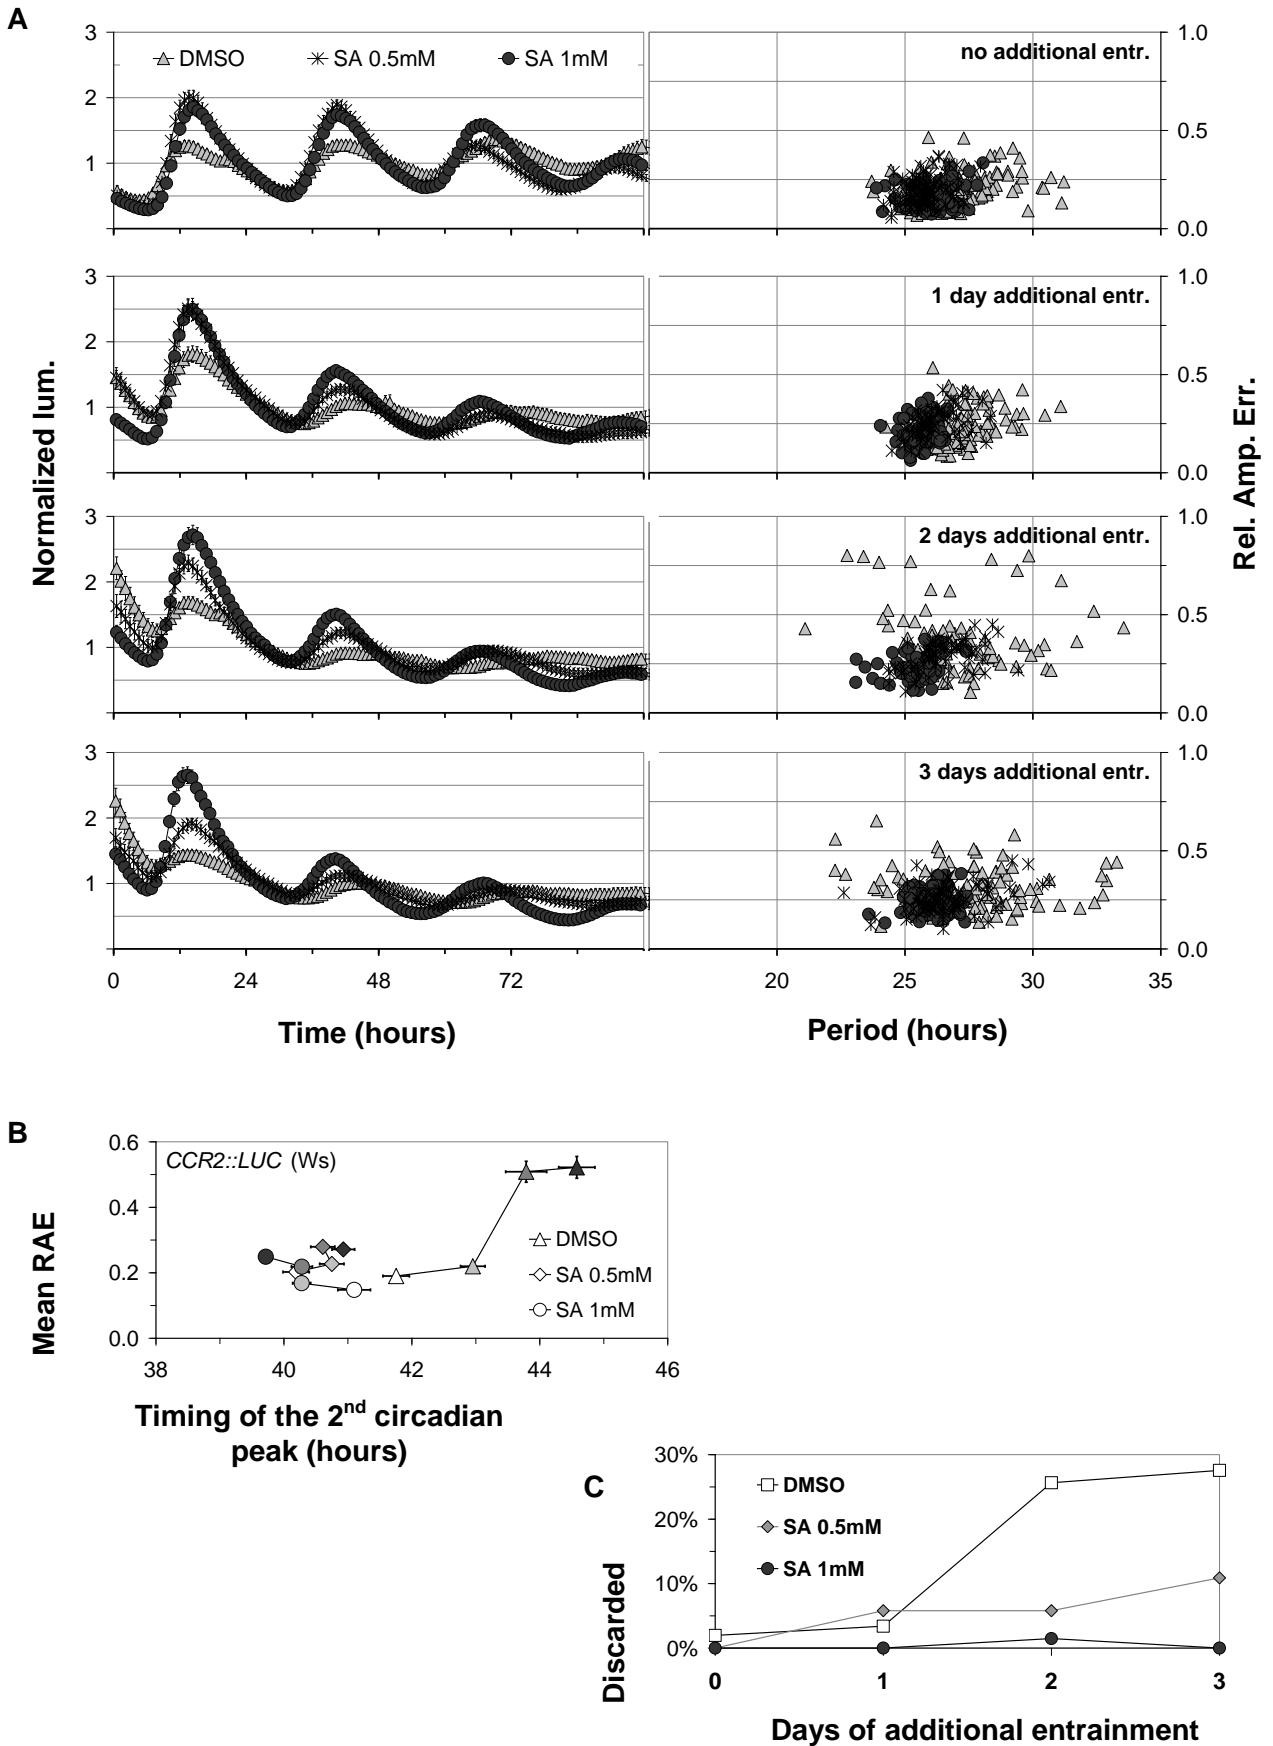 A
3
2
1
DMSO
SA 0.5mM
SA 1mM
no additional entr.
1.0
0.5
0.0
3
2
1
1 day additional entr.
1.0
0.5
0.0
3
2
1
2 days additional entr.
1.0
0.5
0.0
3
2
1
3 days additional entr.
1.0
0.5
0.0
Normalized lum.
Rel. Amp. Err.
0
24
48
72
20
25
30
35
Time (hours)
Period (hours)
B
0.6
0.4
0.2
0.0
CCR2::LUC (Ws)
DMSO
SA 0.5mM
SA 1mM
Mean RAE
38
40
42
44
46
Timing of the 2nd circadian
peak (hours)
C
30%
20%
10%
0%
DMSO
SA 0.5mM
SA 1mM
Discarded
0
1
2
3
Days of additional entrainment